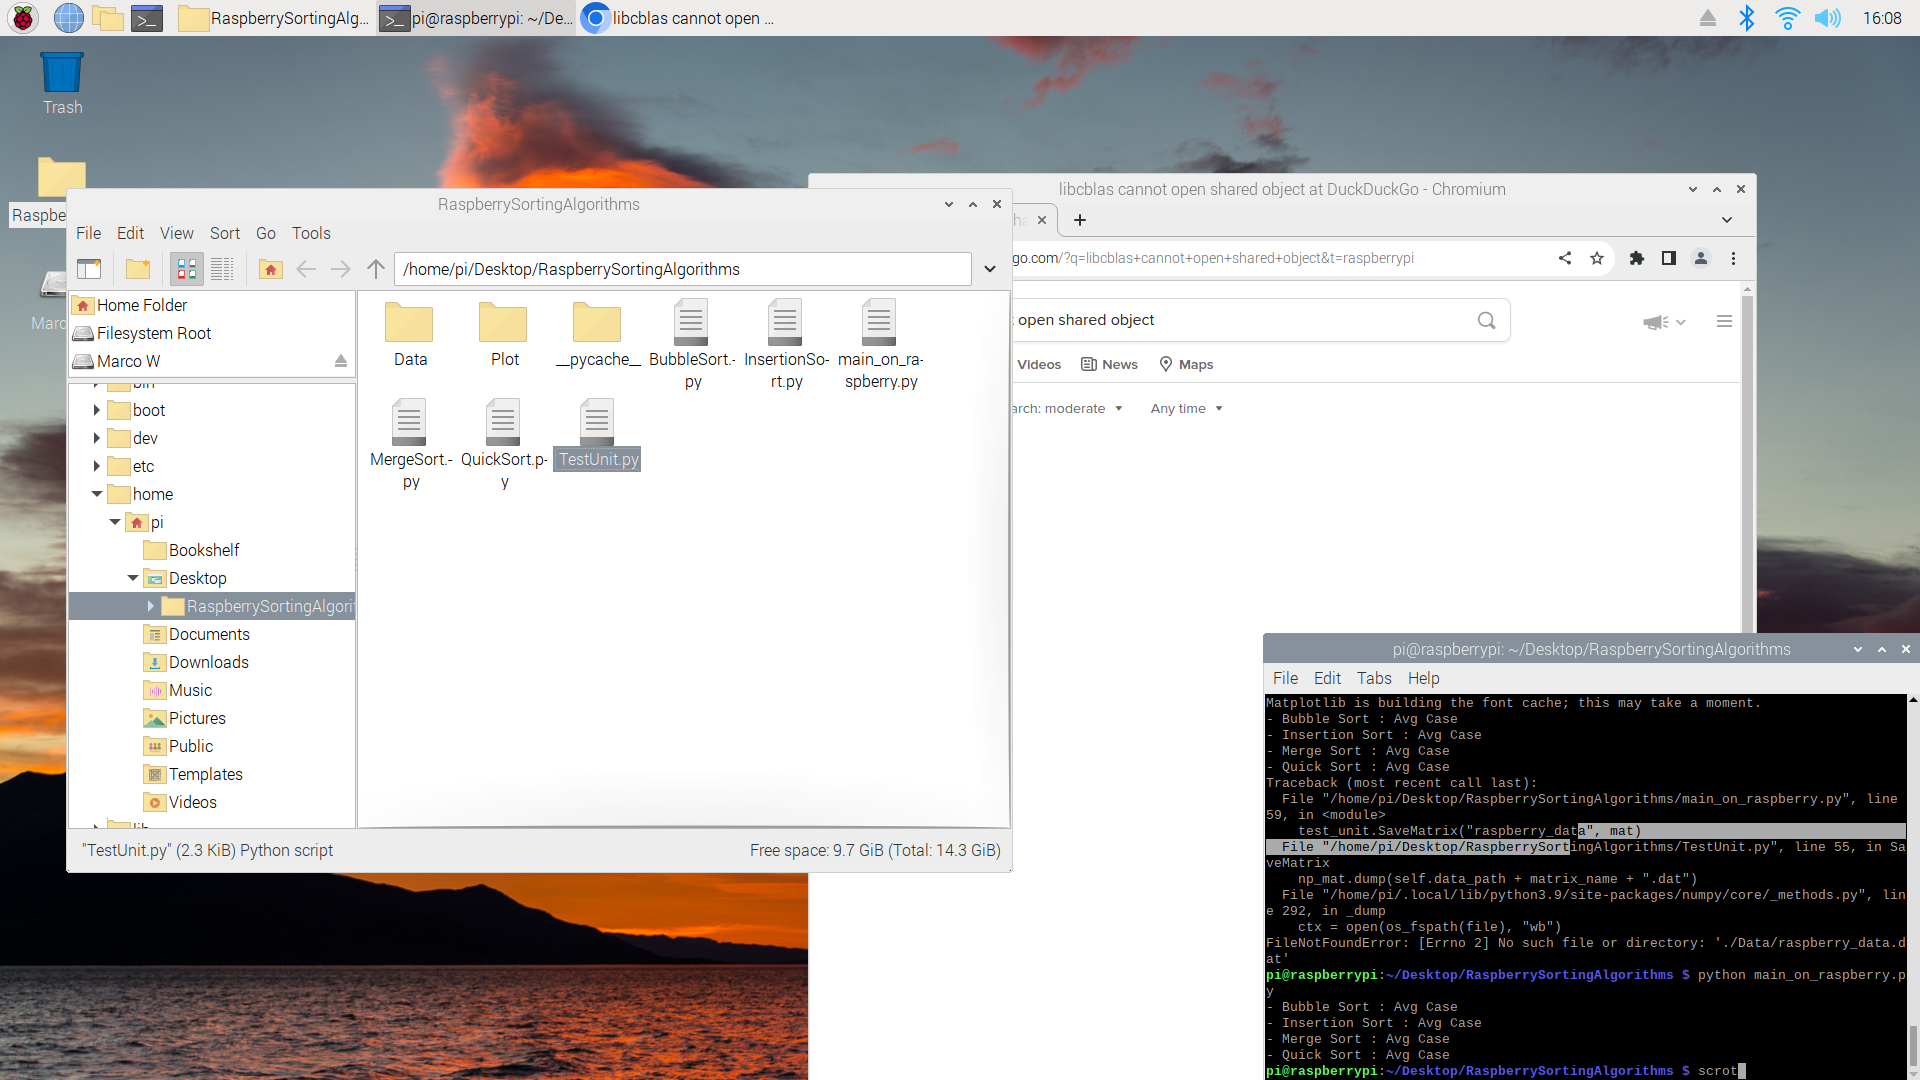 RaspberrySortingAlg...
pi@raspberrypi: ~/De...
libcblas cannot open ...
16:08
Trash
Raspbe
Marc
RaspberrySortingAlgorithms
File Edit View Sort Go Tools
/home/pi/Desktop/RaspberrySortingAlgorithms
Home Folder
Filesystem Root
Marco W
bin
boot
dev
etc
home
pi
Bookshelf
Desktop
RaspberrySortingAlgorit
Documents
Downloads
Music
Pictures
Public
Templates
Videos
lib
Data
Plot
__pycache__
BubbleSort.-
py
InsertionSo-
rt.py
main_on_ra-
spberry.py
MergeSort.-
py
QuickSort.p-
y
TestUnit.py
"TestUnit.py" (2.3 KiB) Python script
Free space: 9.7 GiB (Total: 14.3 GiB)
libcblas cannot open shared object at DuckDuckGo - Chromium
sha
go.com/?q=libcblas+cannot+open+shared+object&t=raspberrypi
t open shared object
Videos News Maps
arch: moderate Any time
pi@raspberrypi: ~/Desktop/RaspberrySortingAlgorithms
File Edit Tabs Help
Matplotlib is building the font cache; this may take a moment.
- Bubble Sort : Avg Case
- Insertion Sort : Avg Case
- Merge Sort : Avg Case
- Quick Sort : Avg Case
Traceback (most recent call last):
  File "/home/pi/Desktop/RaspberrySortingAlgorithms/main_on_raspberry.py", line
59, in <module>
    test_unit.SaveMatrix("raspberry_data", mat)
  File "/home/pi/Desktop/RaspberrySortingAlgorithms/TestUnit.py", line 55, in Sa
veMatrix
    np_mat.dump(self.data_path + matrix_name + ".dat")
  File "/home/pi/.local/lib/python3.9/site-packages/numpy/core/_methods.py", lin
e 292, in _dump
    ctx = open(os_fspath(file), "wb")
FileNotFoundError: [Errno 2] No such file or directory: './Data/raspberry_data.d
at'
pi@raspberrypi:~/Desktop/RaspberrySortingAlgorithms $ python main_on_raspberry.p
y
- Bubble Sort : Avg Case
- Insertion Sort : Avg Case
- Merge Sort : Avg Case
- Quick Sort : Avg Case
pi@raspberrypi:~/Desktop/RaspberrySortingAlgorithms $ scrot